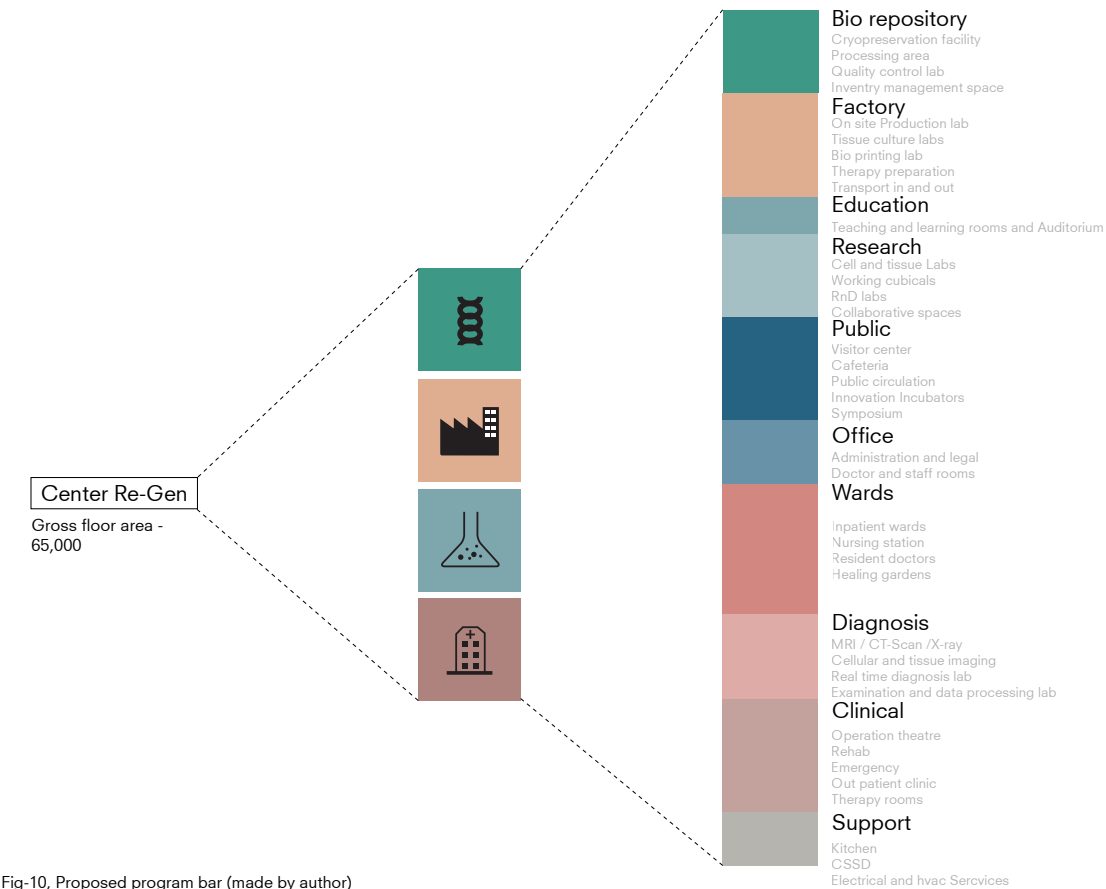 Center Re-Gen
Gross floor area -
65,000
Bio repository
Cryopreservation facility
Processing area
Quality control lab
Inventry management space
Factory
On site Production lab
Tissue culture labs
Bio printing lab
Therapy preparation
Transport in and out
Education
Teaching and learning rooms and Auditorium
Research
Cell and tissue Labs
Working cubicals
RnD labs
Collaborative spaces
Public
Visitor center
Cafeteria
Public circulation
Innovation Incubators
Symposium
Office
Administration and legal
Doctor and staff rooms
Wards
Inpatient wards
Nursing station
Resident doctors
Healing gardens
Diagnosis
MRI / CT-Scan /X-ray
Cellular and tissue imaging
Real time diagnosis lab
Examination and data processing lab
Clinical
Operation theatre
Rehab
Emergency
Out patient clinic
Therapy rooms
Support
Kitchen
CSSD
Electrical and hvac Sercvices
Fig-10, Proposed program bar (made by author)